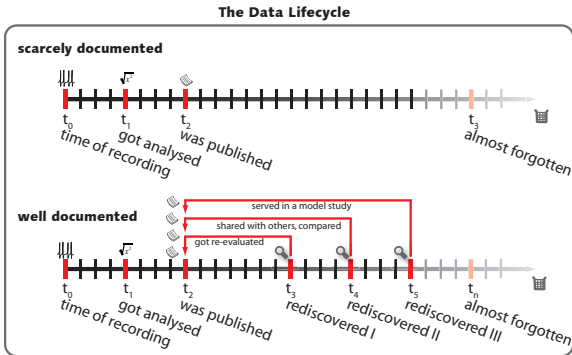 The Data Lifecycle
scarcely documented
√x²
t₀ t₁ t₂ t₃
time of recording
got analysed
was published
almost forgotten
well documented
served in a model study
shared with others, compared
got re-evaluated
√x²
t₀ t₁ t₂ t₃ t₄ t₅ tₙ
time of recording
got analysed
was published
rediscovered I
rediscovered II
rediscovered III
almost forgotten